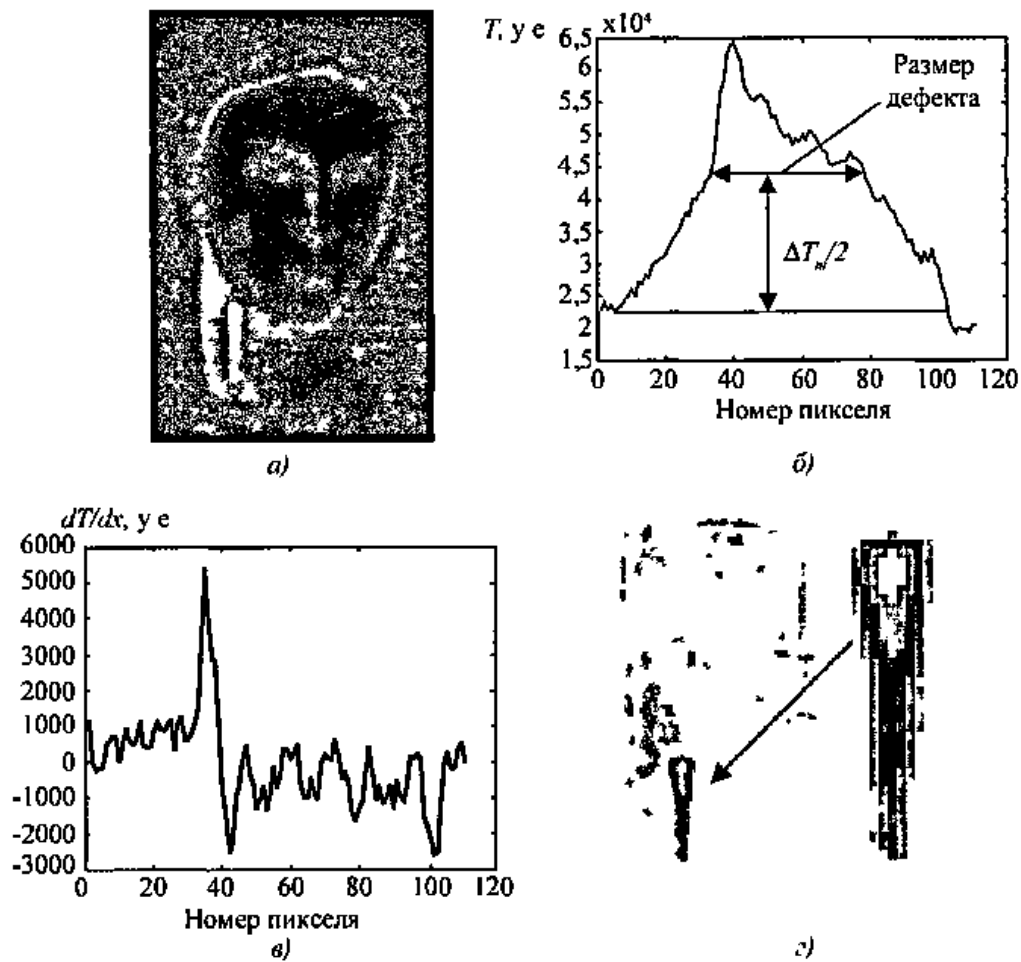 T, у е
x10⁴
6,5
6
5,5
5
4,5
4
3,5
3
2,5
2
1,5
Размер
дефекта
ΔTₘ/2
0 20 40 60 80 100 120
Номер пикселя
а)
б)
dT/dx, у е
6000
5000
4000
3000
2000
1000
0
-1000
-2000
-3000
0 20 40 60 80 100 120
Номер пикселя
в)
г)